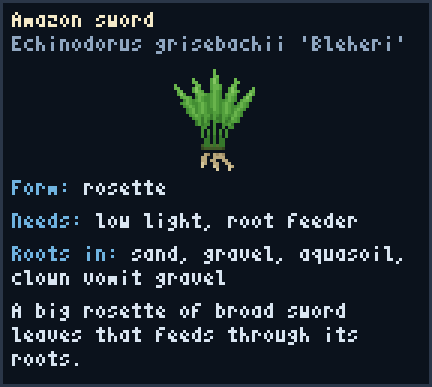 Amazon sword
Echinodorus grisebachii 'Bleheri'
Form: rosette
Needs: low light, root feeder
Roots in: sand, gravel, aquasoil,
clown vomit gravel
A big rosette of broad sword
leaves that feeds through its
roots.